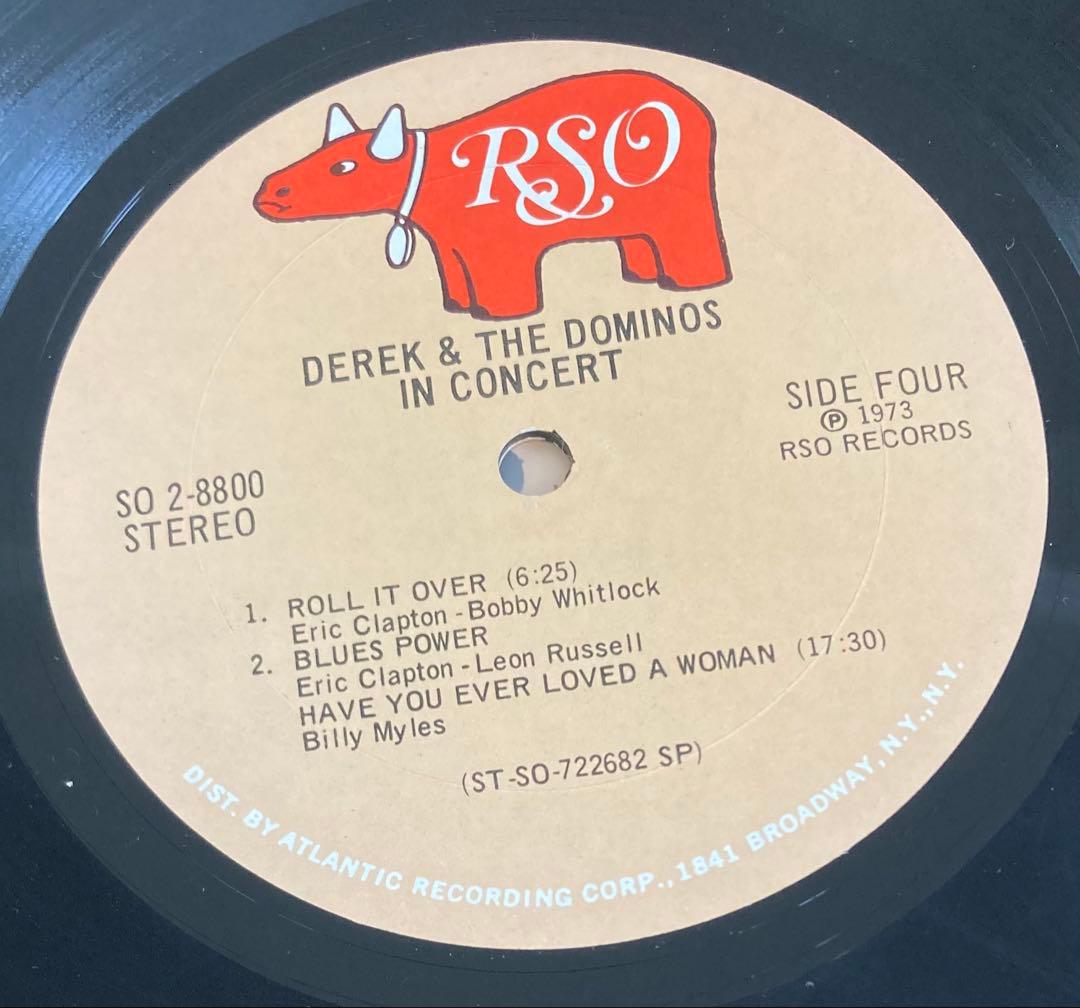 RSO
DEREK & THE DOMINOS
IN CONCERT
SIDE FOUR
Ⓟ 1973
RSO RECORDS
SO 2-8800
STEREO
1. ROLL IT OVER (6:25)
Eric Clapton - Bobby Whitlock
2. BLUES POWER
Eric Clapton - Leon Russell
HAVE YOU EVER LOVED A WOMAN (17:30)
Billy Myles
(ST-SO-722682 SP)
DIST. BY ATLANTIC RECORDING CORP., 1841 BROADWAY, N.Y., N.Y.